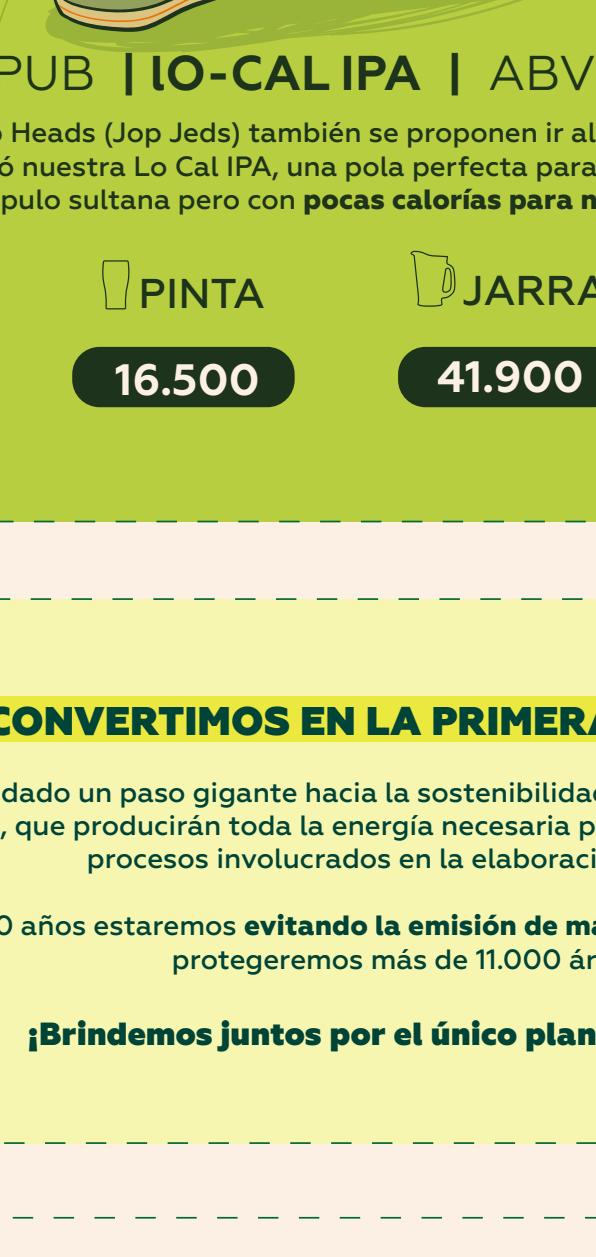 PUB | lO-CAL IPA | ABV
Heads (Jop Jeds) también se proponen ir al
ó nuestra Lo Cal IPA, una pola perfecta para
pulo sultana pero con pocas calorías para
PINTA JARRA
16.500 41.900
CONVERTIMOS EN LA PRIMERA
dado un paso gigante hacia la sostenibilidad
, que producirán toda la energía necesaria p
procesos involucrados en la elaboraci
0 años estaremos evitando la emisión de ma
protegeremos más de 11.000 ár
¡Brindemos juntos por el único plan